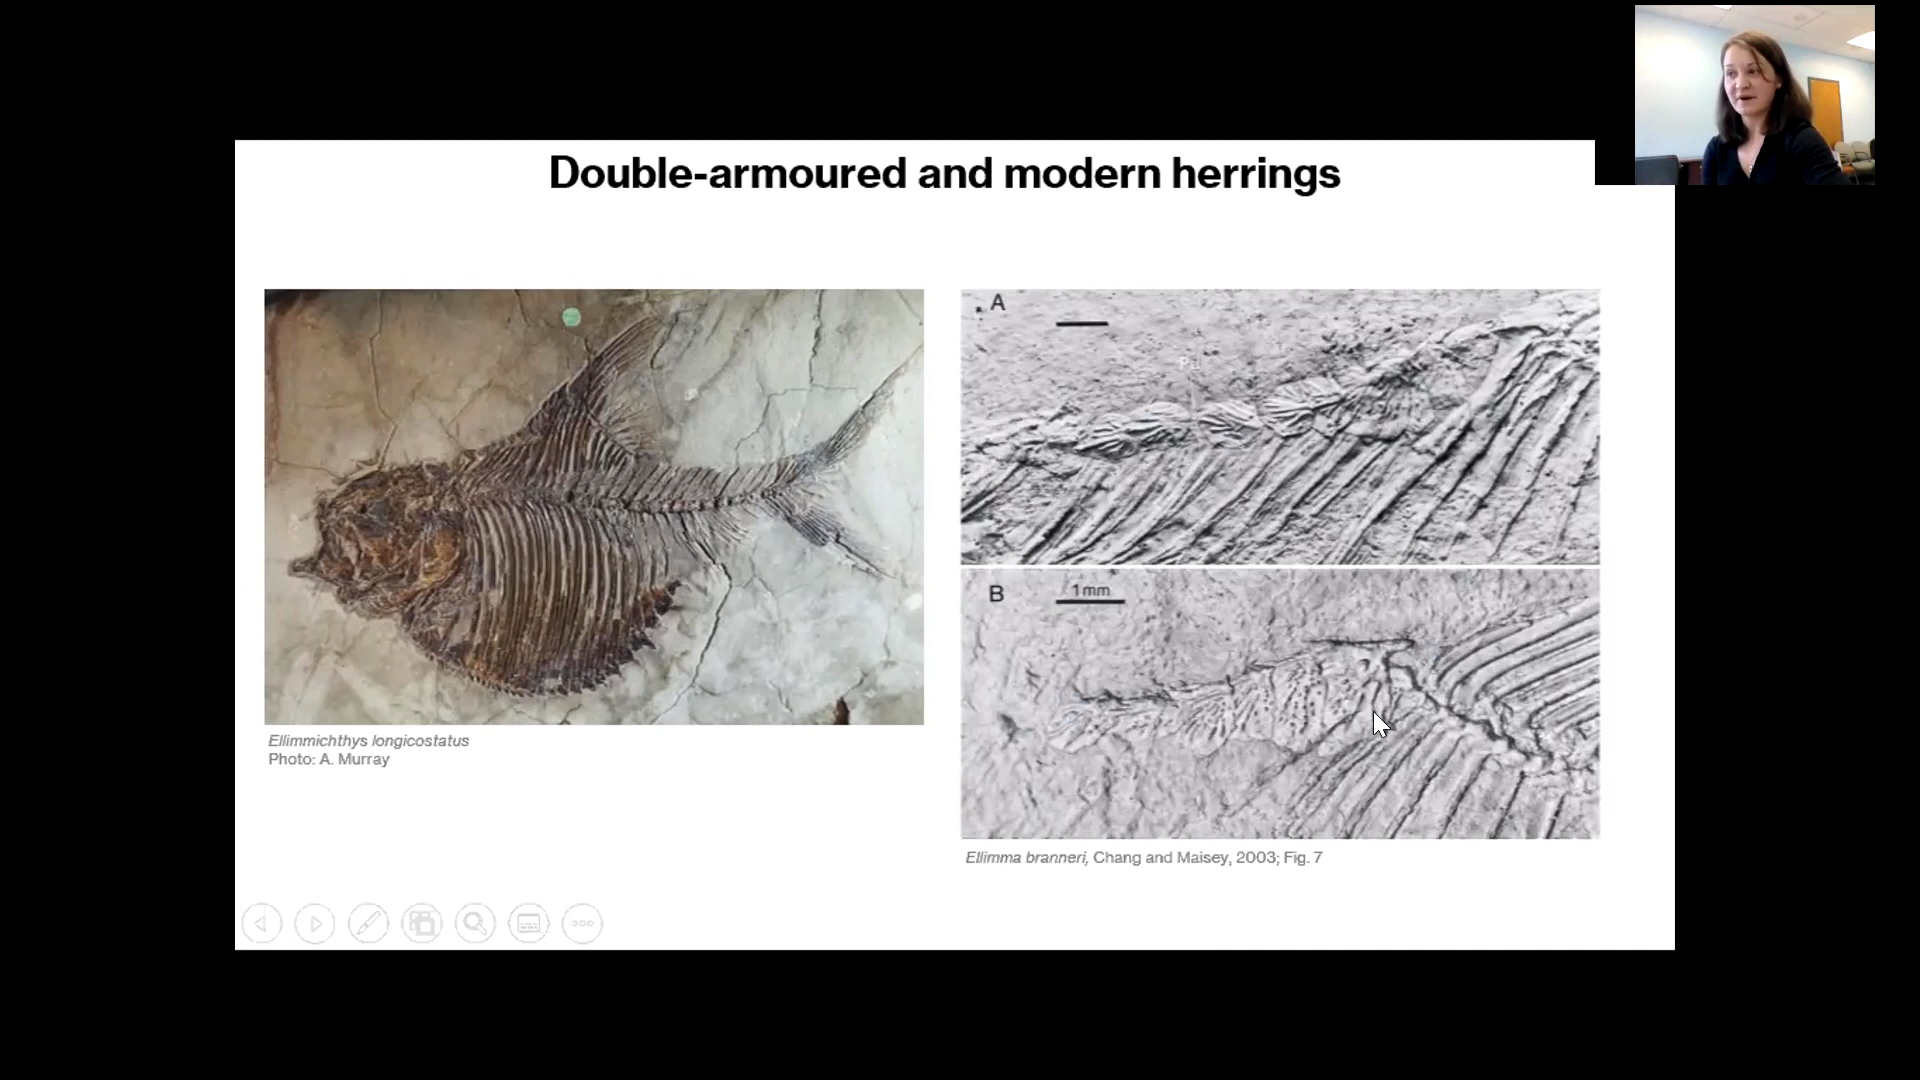 Double-armoured and modern herrings
A
B
1mm
Ellimmichthys longicostatus
Photo: A. Murray
Ellimma branneri, Chang and Maisey, 2003; Fig. 7